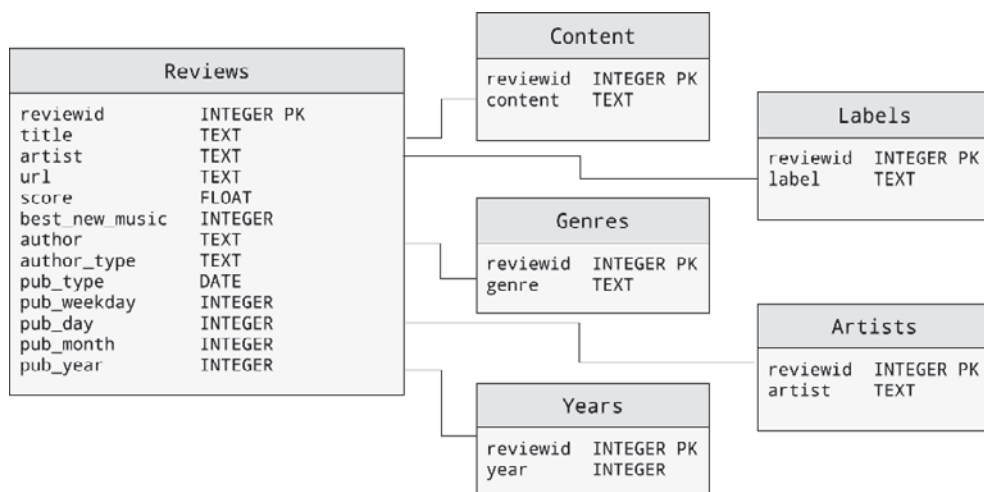 Reviews
reviewid INTEGER PK
title TEXT
artist TEXT
url TEXT
score FLOAT
best_new_music INTEGER
author TEXT
author_type TEXT
pub_type DATE
pub_weekday INTEGER
pub_day INTEGER
pub_month INTEGER
pub_year INTEGER
Content
reviewid INTEGER PK
content TEXT
Genres
reviewid INTEGER PK
genre TEXT
Years
reviewid INTEGER PK
year INTEGER
Labels
reviewid INTEGER PK
label TEXT
Artists
reviewid INTEGER PK
artist TEXT